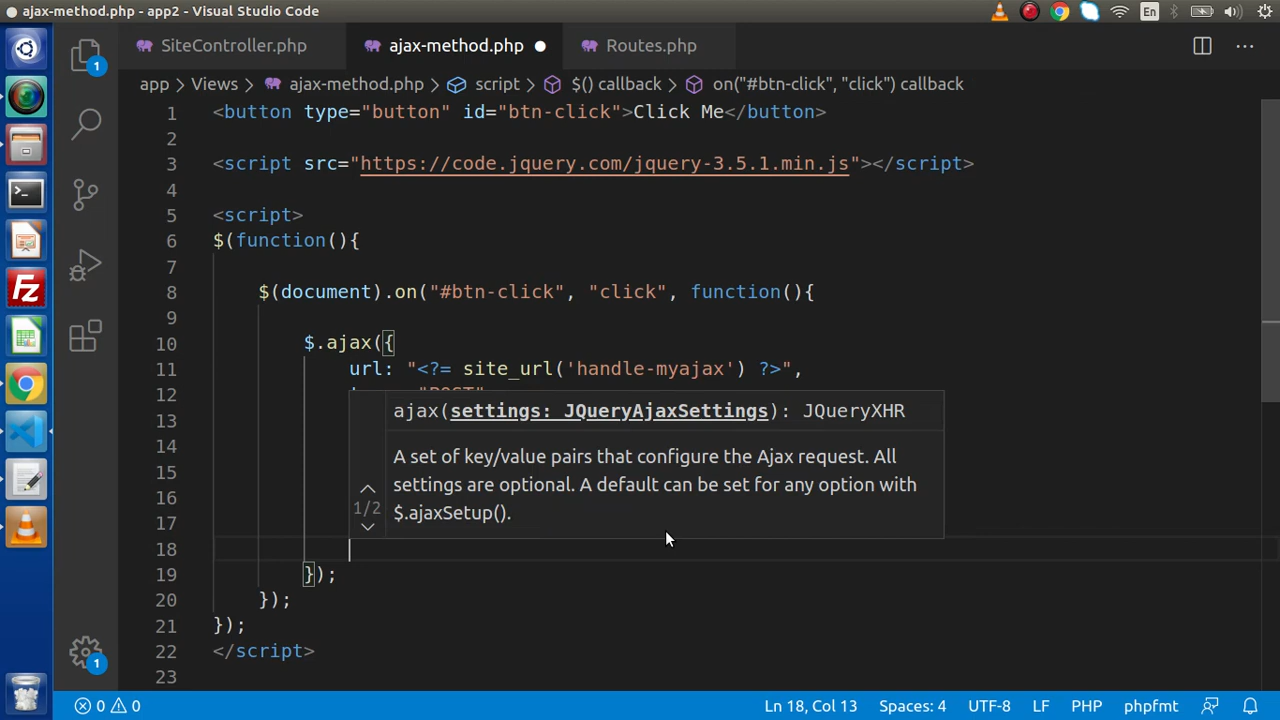 ajax-method.php - app2 - Visual Studio Code
En
SiteController.php
ajax-method.php
Routes.php
app > Views > ajax-method.php > script > $() callback > on("#btn-click", "click") callback
1 <button type="button" id="btn-click">Click Me</button>
2
3 <script src="https://code.jquery.com/jquery-3.5.1.min.js"></script>
4
5 <script>
6 $(function(){
7
8 $(document).on("#btn-click", "click", function(){
9
10 $.ajax({
11 url: "<?= site_url('handle-myajax') ?>",
12
13
14
15
16
17
18
19 });
20 });
21 });
22 </script>
23
ajax(settings: JQueryAjaxSettings): JQueryXHR
A set of key/value pairs that configure the Ajax request. All
settings are optional. A default can be set for any option with
1/2
$.ajaxSetup().
1
1
Fz
0 0
Ln 18, Col 13
Spaces: 4
UTF-8
LF
PHP
phpfmt